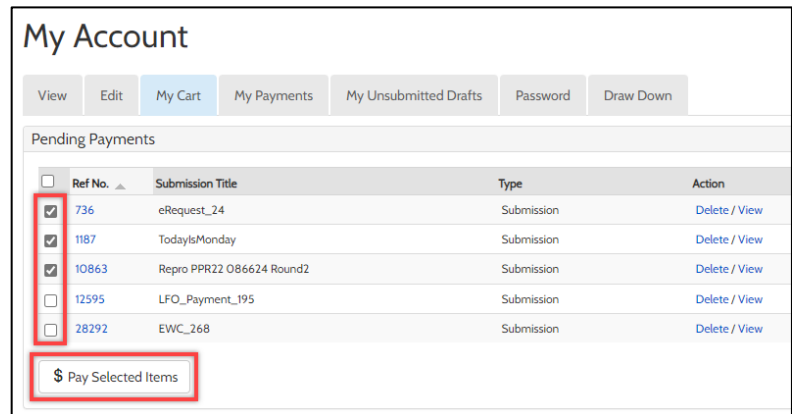 My Account
View Edit My Cart My Payments My Unsubmitted Drafts Password Draw Down
Pending Payments
Ref No. Submission Title Type Action
736 eRequest_24 Submission Delete / View
1187 TodayIsMonday Submission Delete / View
10863 Repro PPR22 086624 Round2 Submission Delete / View
12595 LFO_Payment_195 Submission Delete / View
28292 EWC_268 Submission Delete / View
$ Pay Selected Items